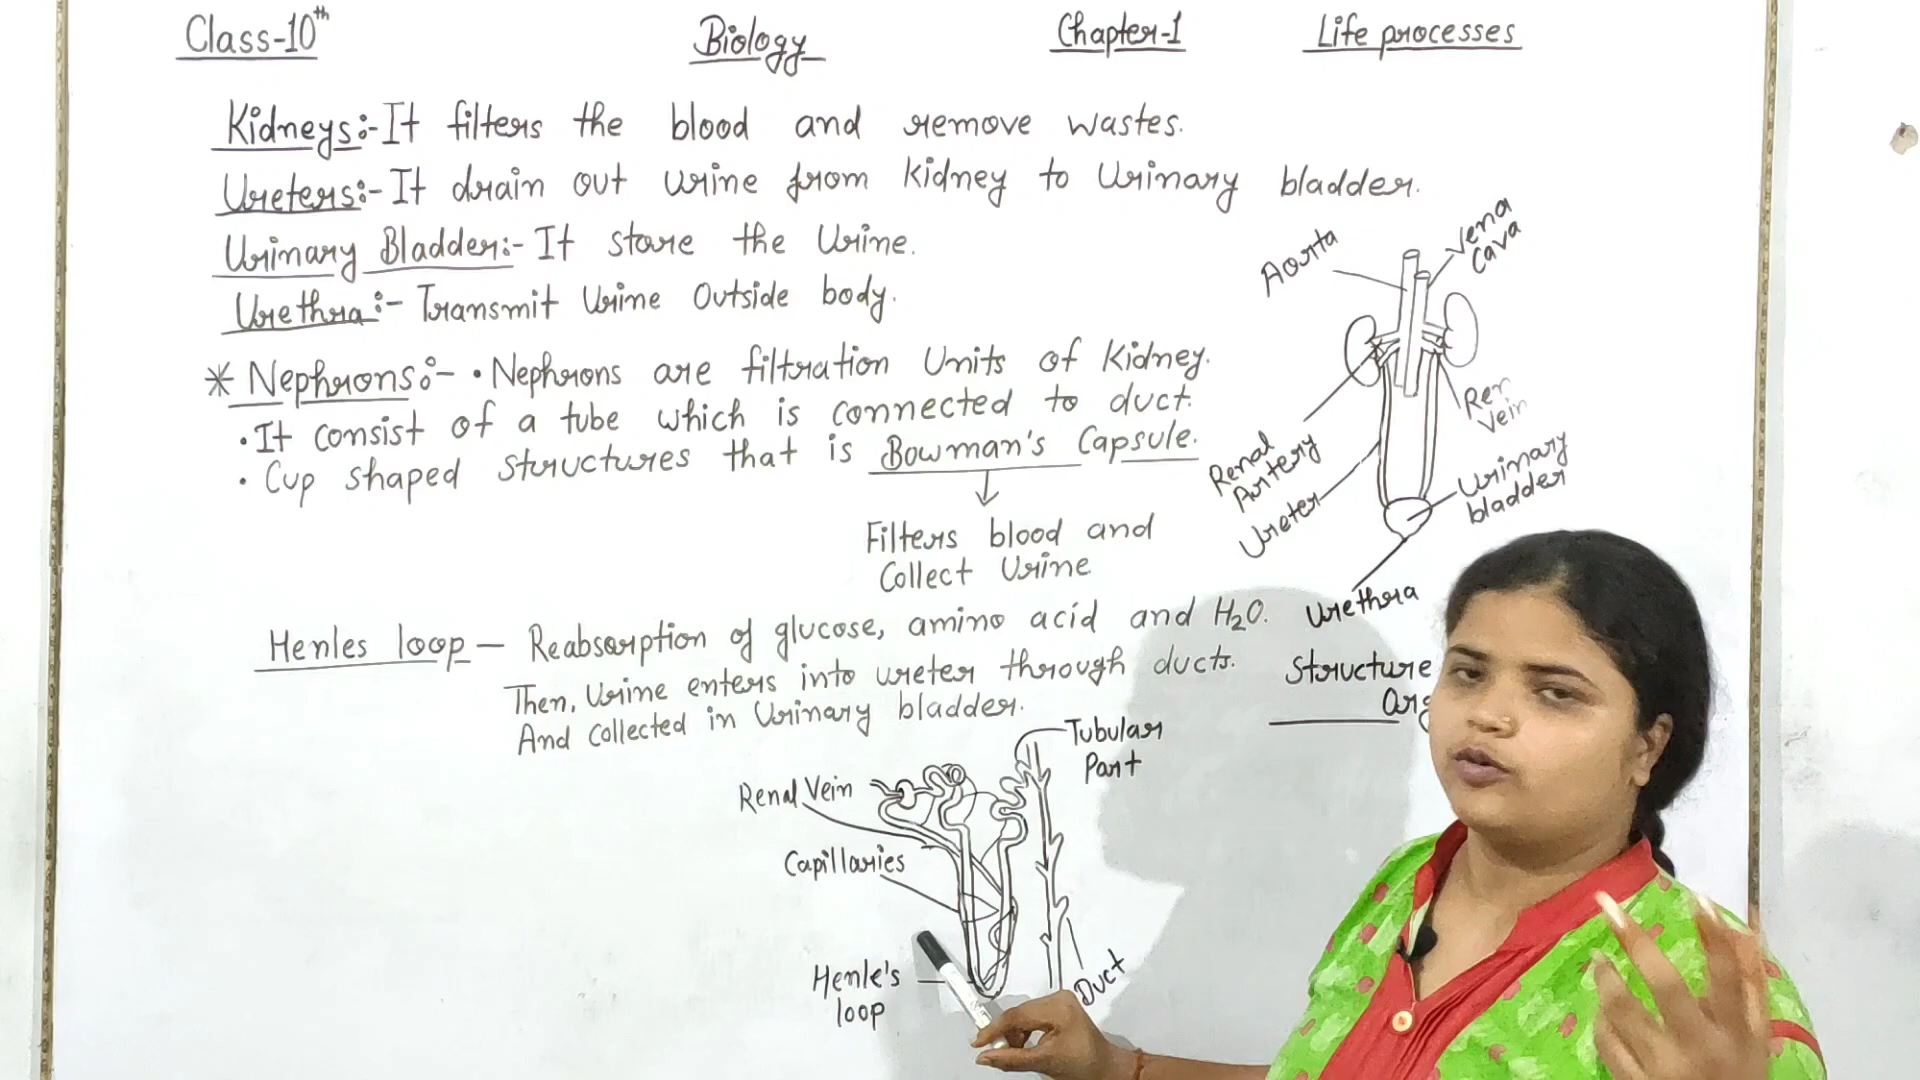 Class-10th Biology Chapter-1 Life processes
Kidneys:-It filters the blood and remove wastes.
Ureters:-It drain out urine from kidney to Urinary bladder.
Urinary Bladder:-It store the Urine.
Urethra:- Transmit Urine Outside body.
* Nephrons:- • Nephrons are filtration Units of Kidney.
• It consist of a tube which is connected to duct.
• Cup shaped structures that is Bowman's Capsule.
Filters blood and
Collect Urine
Henles loop — Reabsorption of glucose, amino acid and H₂O.
Then, Urine enters into ureter through ducts.
And collected in Urinary bladder.
Aorta
Vena
Cava
Renal
Artery
Vein
Ureter
Urinary
bladder
Urethra
Structure
Tubular
Part
Renal Vein
Capillaries
Henle's
loop
Duct